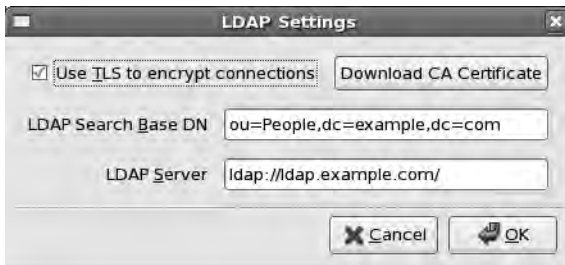 LDAP Settings
Use TLS to encrypt connections
Download CA Certificate
LDAP Search Base DN
ou=People,dc=example,dc=com
LDAP Server
ldap://ldap.example.com/
Cancel
OK